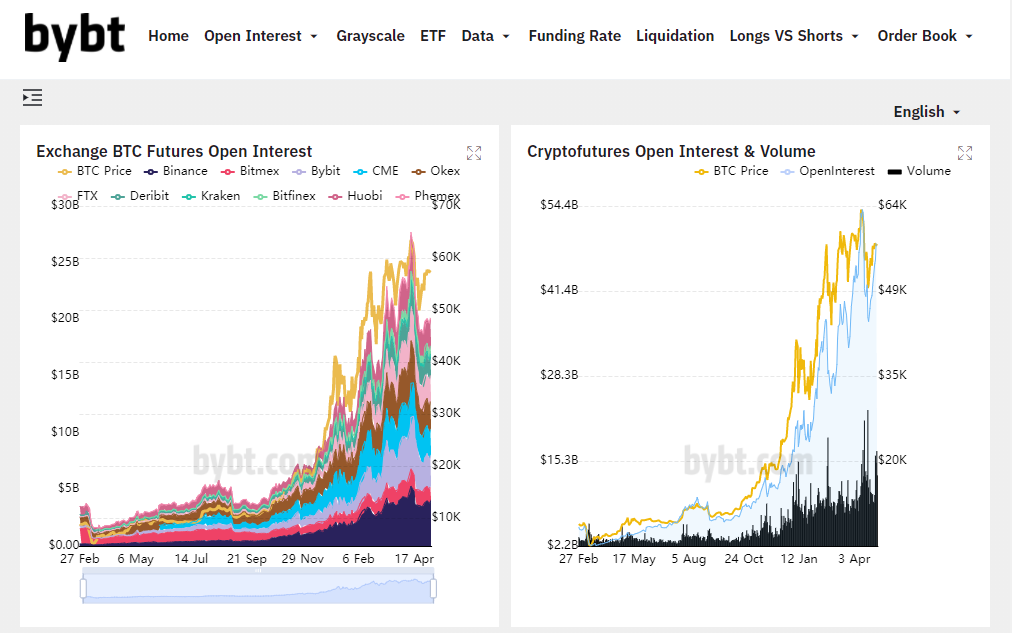 bybt Home Open Interest Grayscale ETF Data Funding Rate Liquidation Longs VS Shorts Order Book
English
Exchange BTC Futures Open Interest
BTC Price Binance Bitmex Bybit CME Okex
FTX Deribit Kraken Bitfinex Huobi Phemex
$30B $70K
$25B $60K
$20B $50K
$15B $40K
$10B $30K
$5B $20K
$0.00 $10K
bybt.com
27 Feb 6 May 14 Jul 21 Sep 29 Nov 6 Feb 17 Apr
Cryptofutures Open Interest & Volume
BTC Price OpenInterest Volume
$54.4B $64K
$41.4B $49K
$28.3B $35K
$15.3B $20K
$2.2B
bybt.com
27 Feb 17 May 5 Aug 24 Oct 12 Jan 3 Apr